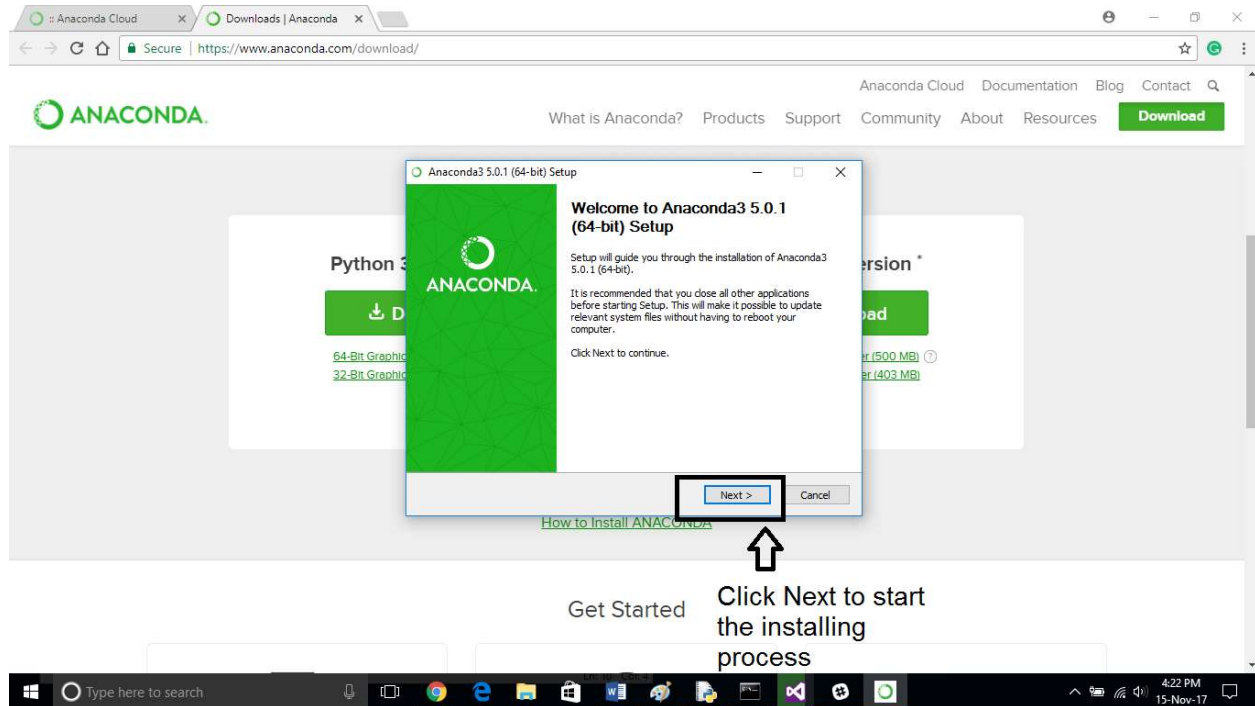 :: Anaconda Cloud
Downloads | Anaconda
Secure | https://www.anaconda.com/download/
Anaconda Cloud Documentation Blog Contact
ANACONDA.
What is Anaconda? Products Support Community About Resources Download
Anaconda3 5.0.1 (64-bit) Setup
Welcome to Anaconda3 5.0.1
(64-bit) Setup
Setup will guide you through the installation of Anaconda3
5.0.1 (64-bit).
It is recommended that you close all other applications
before starting Setup. This will make it possible to update
relevant system files without having to reboot your
computer.
Click Next to continue.
ANACONDA.
Next >
Cancel
Python
64-Bit
32-Bit
(500 MB)
(403 MB)
How to Install ANACONDA
Click Next to start
the installing
process
Get Started
Type here to search
4:22 PM
15-Nov-17